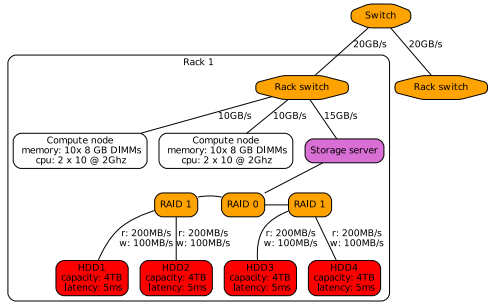 Switch
20GB/s
20GB/s
Rack 1
Rack switch
Rack switch
10GB/s
10GB/s
15GB/s
Compute node
memory: 10x 8 GB DIMMs
cpu: 2 x 10 @ 2Ghz
Compute node
memory: 10x 8 GB DIMMs
cpu: 2 x 10 @ 2Ghz
Storage server
RAID 1
RAID 0
RAID 1
r: 200MB/s
w: 100MB/s
r: 200MB/s
w: 100MB/s
r: 200MB/s
w: 100MB/s
r: 200MB/s
w: 100MB/s
HDD1
capacity: 4TB
latency: 5ms
HDD2
capacity: 4TB
latency: 5ms
HDD3
capacity: 4TB
latency: 5ms
HDD4
capacity: 4TB
latency: 5ms